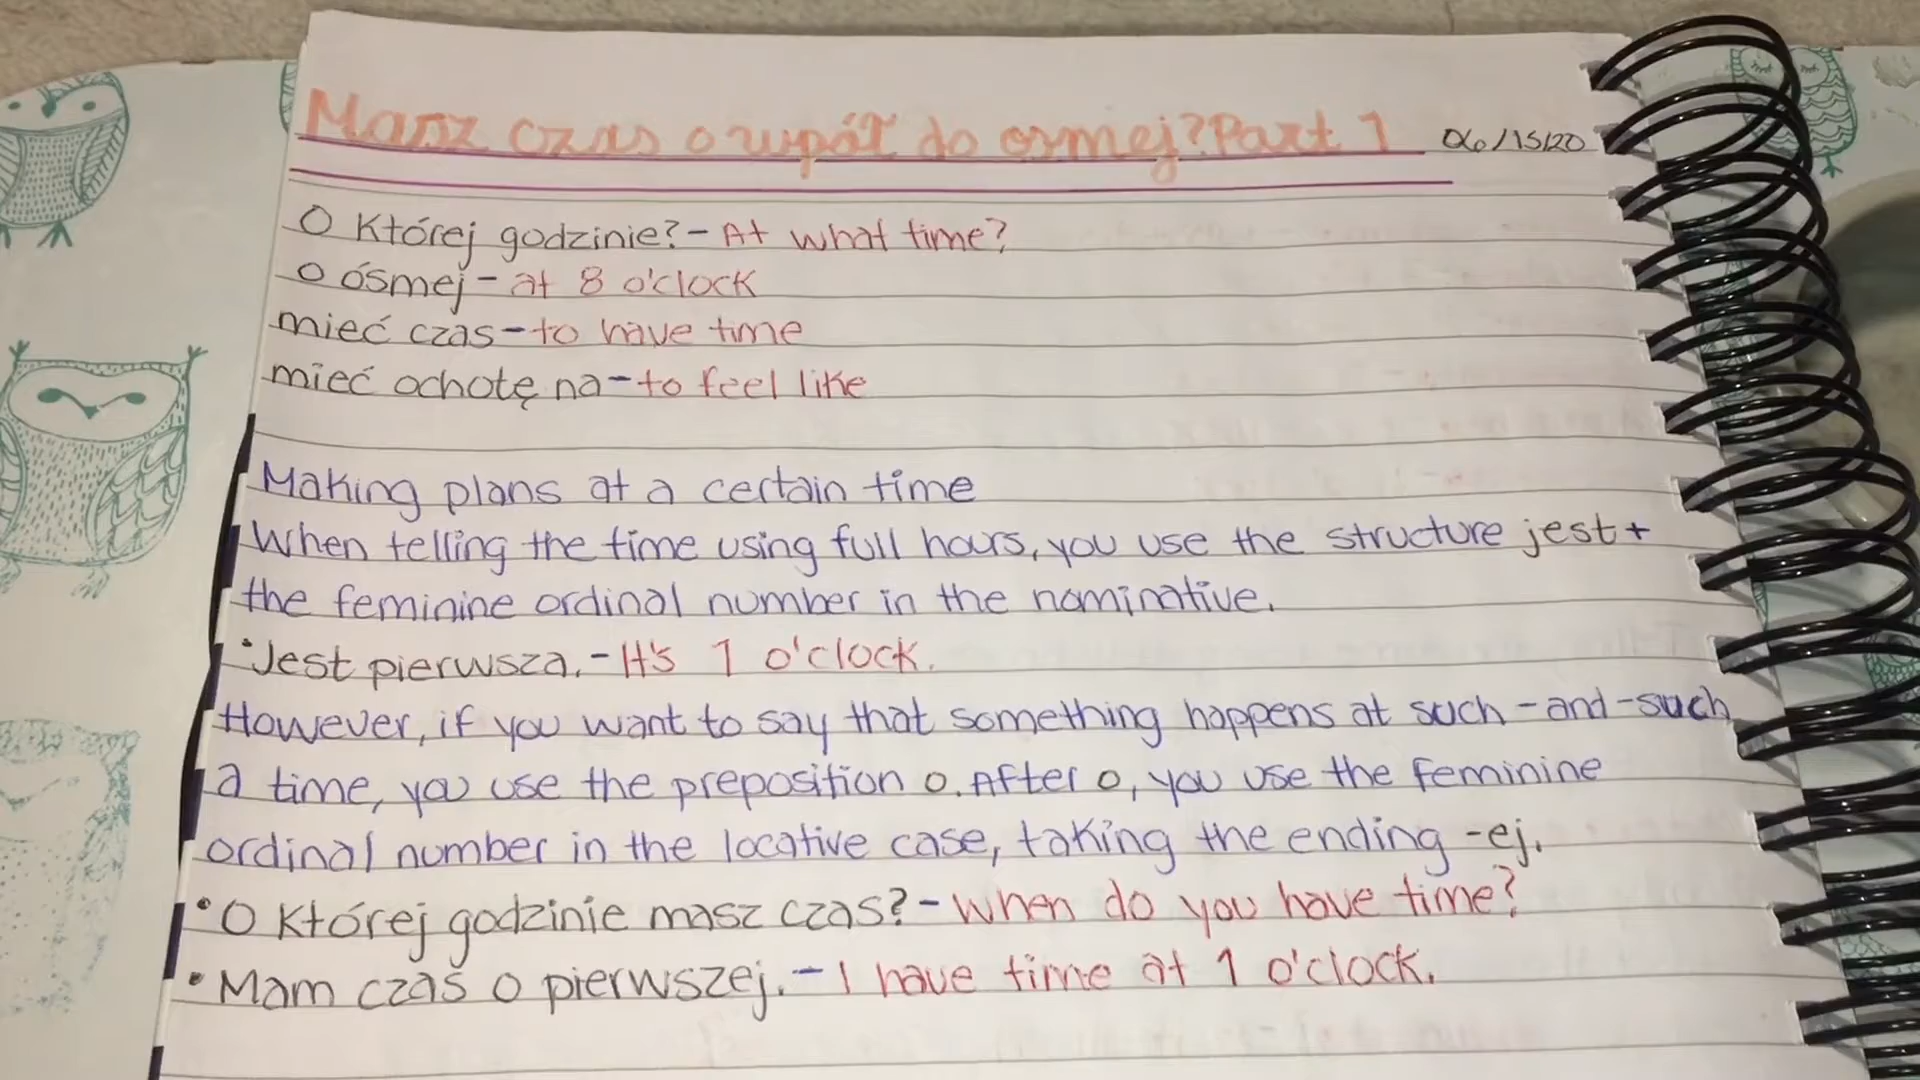 Masz czas o wpół do osmej? Part 1 06/15/20
O której godzinie? - At what time?
O ósmej - at 8 o'clock
mieć czas - to have time
mieć ochotę na - to feel like
Making plans at a certain time
When telling the time using full hours, you use the structure jest +
the feminine ordinal number in the nominative.
• Jest pierwsza. - It's 1 o'clock.
However, if you want to say that something happens at such-and-such
a time, you use the preposition o. After o, you use the feminine
ordinal number in the locative case, taking the ending -ej.
• O której godzinie masz czas? - When do you have time?
• Mam czas o pierwszej. - I have time at 1 o'clock.